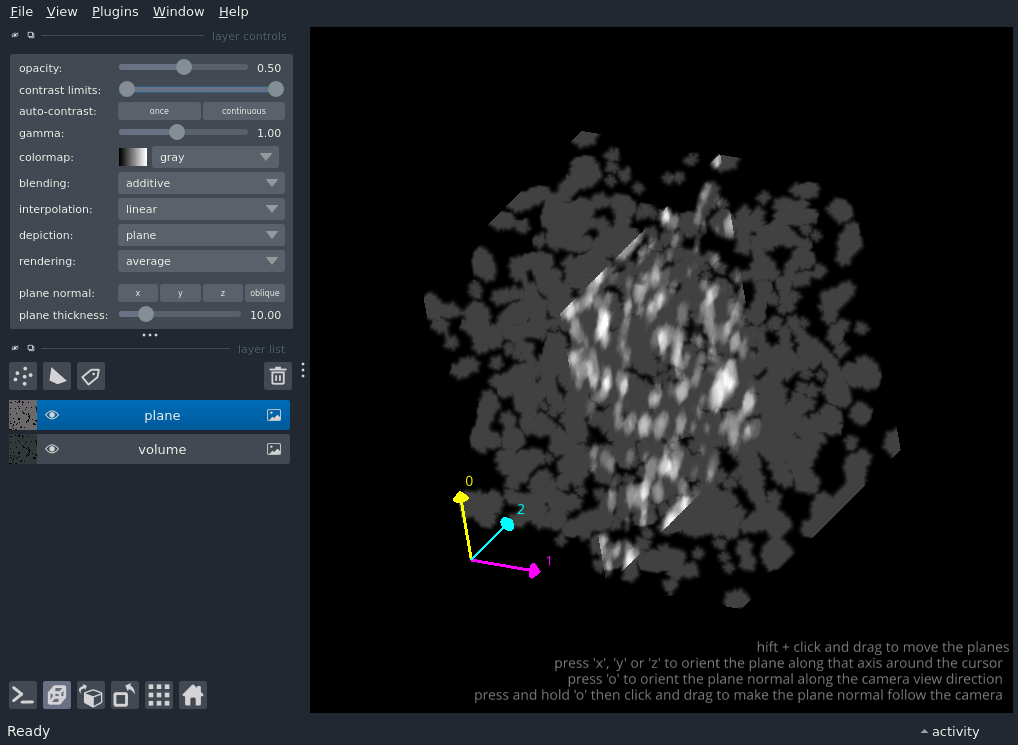 File View Plugins Window Help
layer controls
opacity: 0.50
contrast limits:
auto-contrast: once continuous
gamma: 1.00
colormap: gray
blending: additive
interpolation: linear
depiction: plane
rendering: average
plane normal: x y z oblique
plane thickness: 10.00
layer list
plane
volume
0
2
1
hift + click and drag to move the planes
press 'x', 'y' or 'z' to orient the plane along that axis around the cursor
press 'o' to orient the plane normal along the camera view direction
press and hold 'o' then click and drag to make the plane normal follow the camera
Ready activity